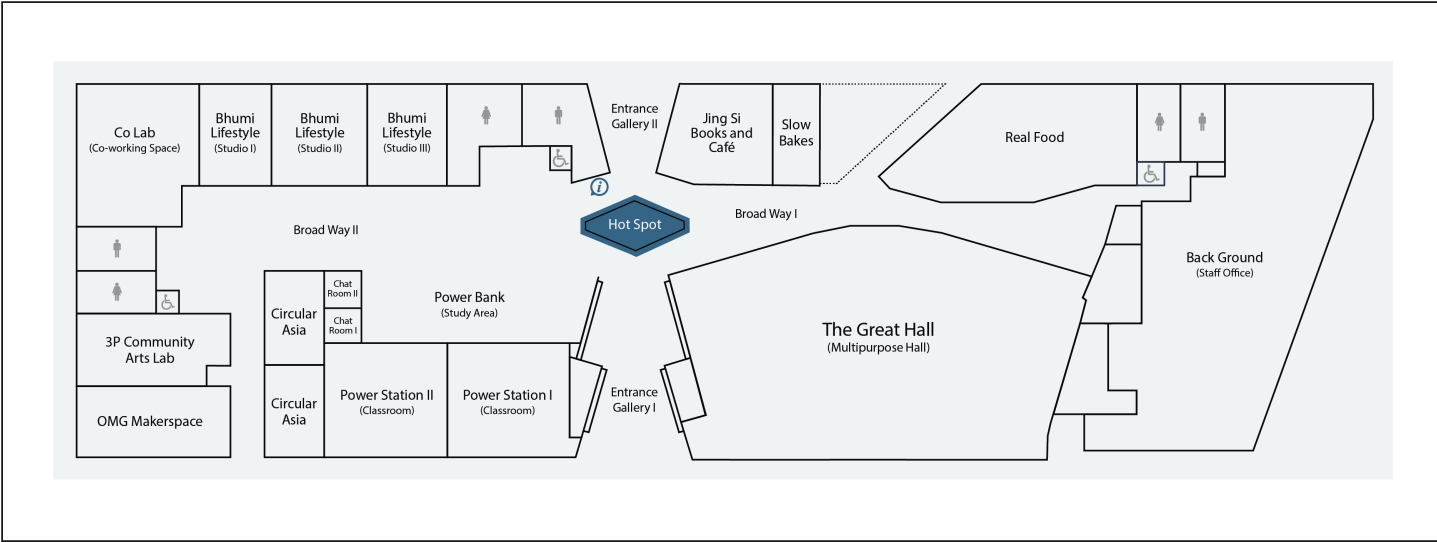 Co Lab
(Co-working Space)
Bhumi
Lifestyle
(Studio I)
Bhumi
Lifestyle
(Studio II)
Bhumi
Lifestyle
(Studio III)
Entrance
Gallery II
Jing Si
Books and
Café
Slow
Bakes
Real Food
i
Hot Spot
Broad Way I
Broad Way II
Back Ground
(Staff Office)
Circular
Asia
Chat
Room II
Chat
Room I
Power Bank
(Study Area)
The Great Hall
(Multipurpose Hall)
3P Community
Arts Lab
OMG Makerspace
Circular
Asia
Power Station II
(Classroom)
Power Station I
(Classroom)
Entrance
Gallery I